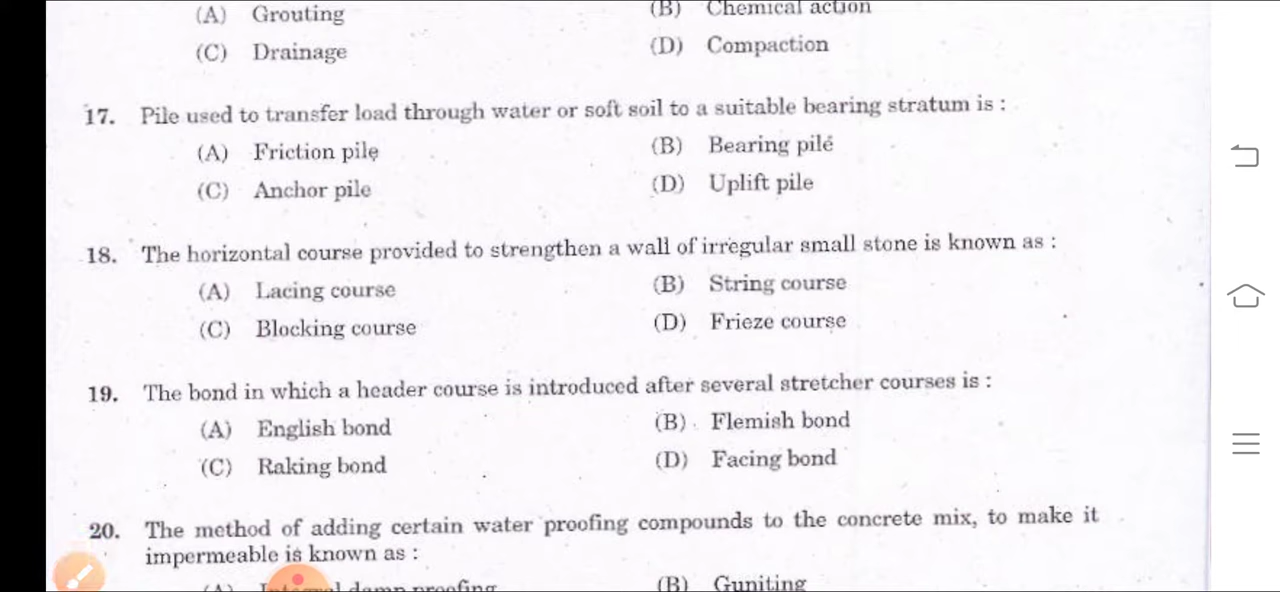 (A) Grouting (B) Chemical action
(C) Drainage (D) Compaction
17. Pile used to transfer load through water or soft soil to a suitable bearing stratum is :
(A) Friction pile (B) Bearing pile
(C) Anchor pile (D) Uplift pile
18. The horizontal course provided to strengthen a wall of irregular small stone is known as :
(A) Lacing course (B) String course
(C) Blocking course (D) Frieze course
19. The bond in which a header course is introduced after several stretcher courses is :
(A) English bond (B) Flemish bond
(C) Raking bond (D) Facing bond
20. The method of adding certain water proofing compounds to the concrete mix, to make it
impermeable is known as :
(A) damp proofing (B) Guniting